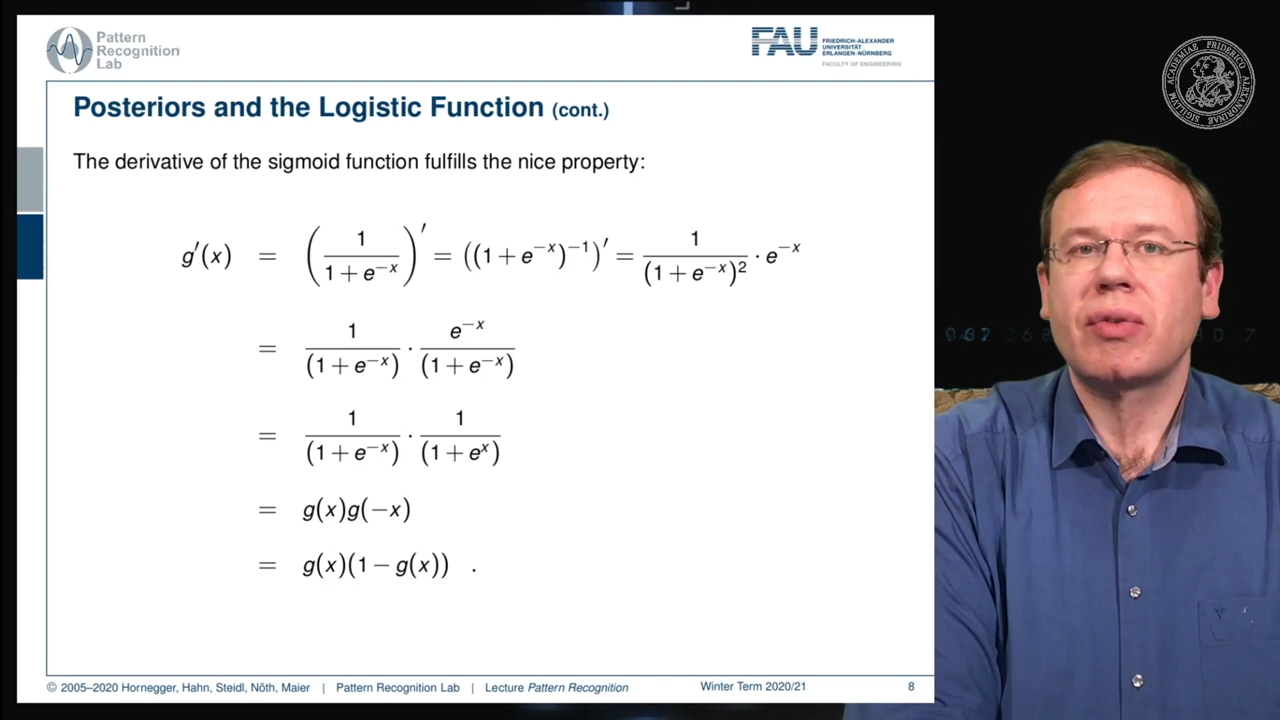 Pattern
Recognition
Lab
FAU
FRIEDRICH-ALEXANDER
UNIVERSITÄT
ERLANGEN-NÜRNBERG
FACULTY OF ENGINEERING
Posteriors and the Logistic Function (cont.)
The derivative of the sigmoid function fulfills the nice property:
g′(x) = (1/(1 + e^{−x}))′ = ((1 + e^{−x})^{−1})′ = 1/(1 + e^{−x})² · e^{−x}
= 1/(1 + e^{−x}) · e^{−x}/(1 + e^{−x})
= 1/(1 + e^{−x}) · 1/(1 + e^{x})
= g(x)g(−x)
= g(x)(1 − g(x)) .
© 2005–2020 Hornegger, Hahn, Steidl, Nöth, Maier | Pattern Recognition Lab | Lecture Pattern Recognition Winter Term 2020/21 8